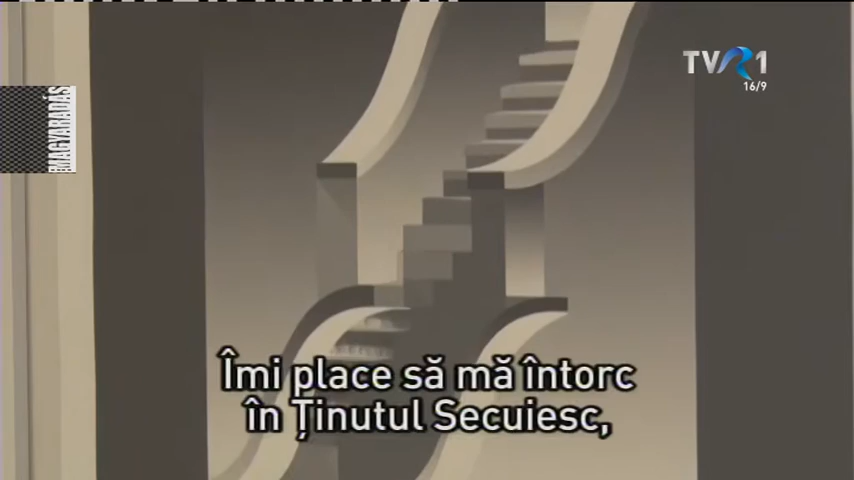 TVR1
16/9
MAGYARADÁS
Îmi place să mă întorc
în Ținutul Secuiesc,